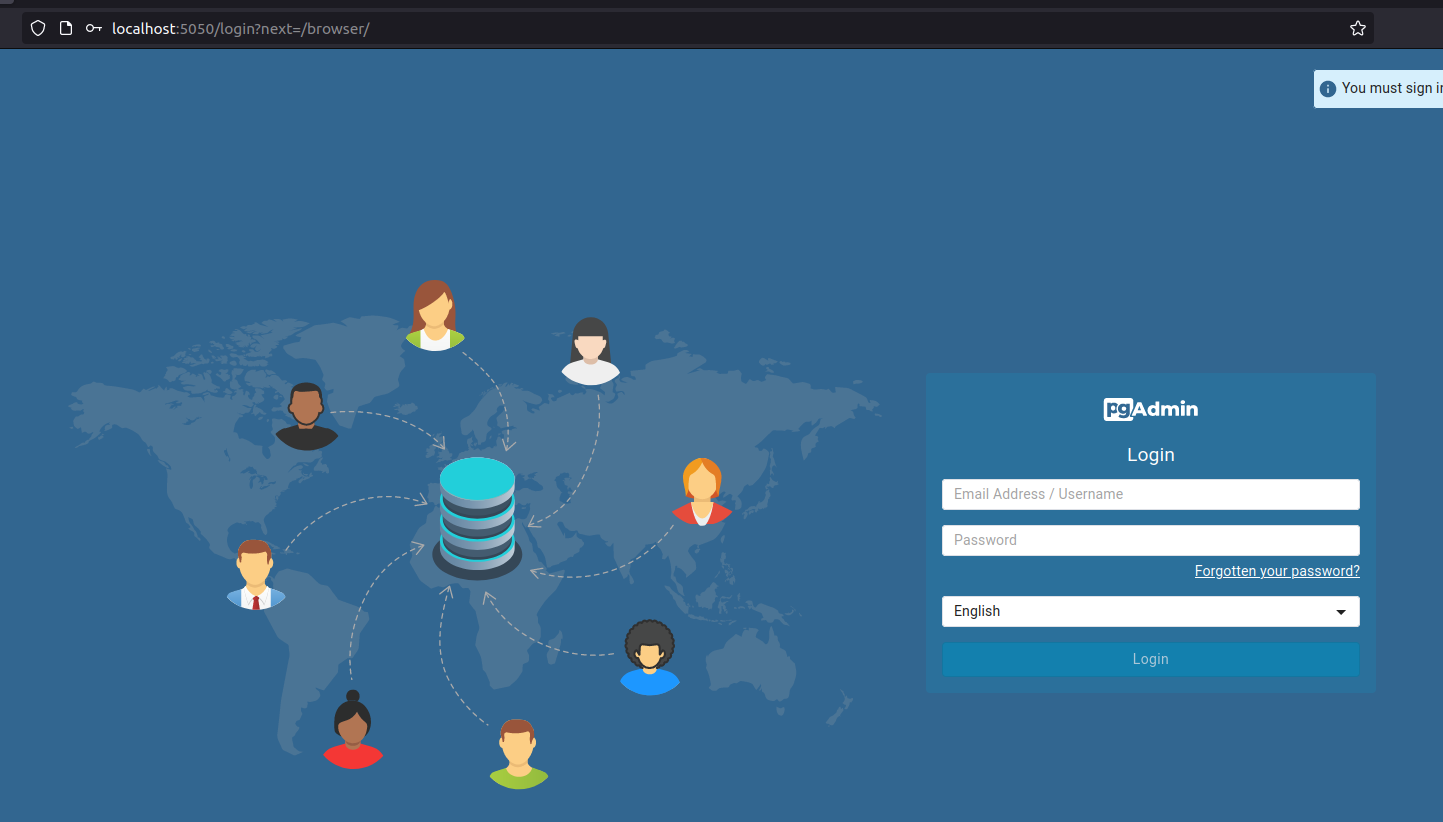 localhost:5050/login?next=/browser/
You must sign
pgAdmin
Login
Email Address / Username
Password
Forgotten your password?
English
Login